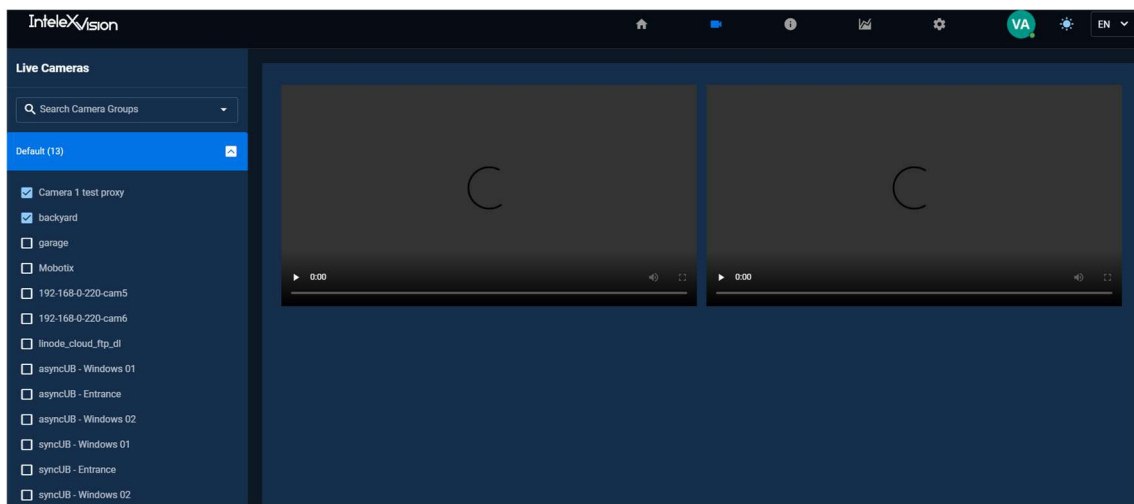 InteleXVision
VA
EN
Live Cameras
Search Camera Groups
Default (13)
Camera 1 test proxy
backyard
garage
Mobotix
192-168-0-220-cam5
192-168-0-220-cam6
linode_cloud_ftp_dl
asyncUB - Windows 01
asyncUB - Entrance
asyncUB - Windows 02
syncUB - Windows 01
syncUB - Entrance
syncUB - Windows 02
0:00
0:00